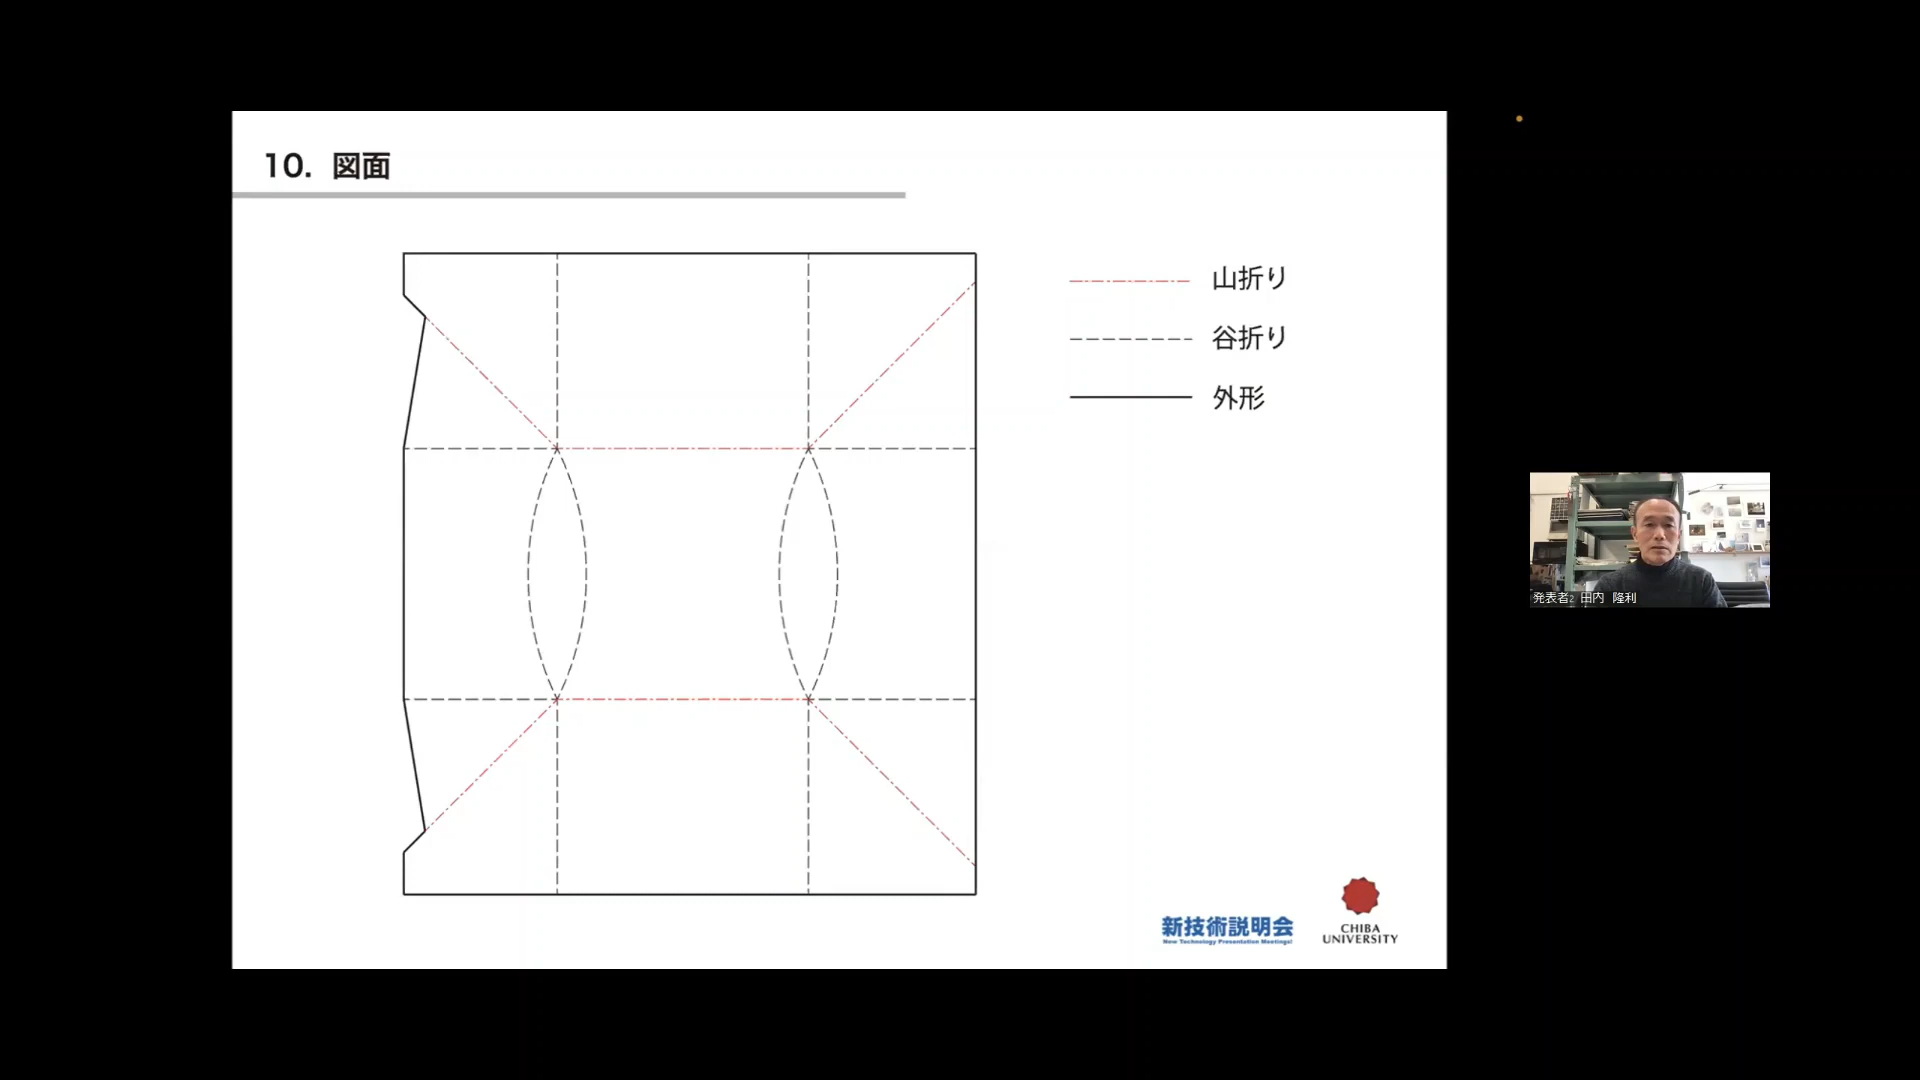 10. 図面
山折り
谷折り
外形
発表者2 田内 隆利
新技術説明会
New Technology Presentation Meetings!
CHIBA
UNIVERSITY